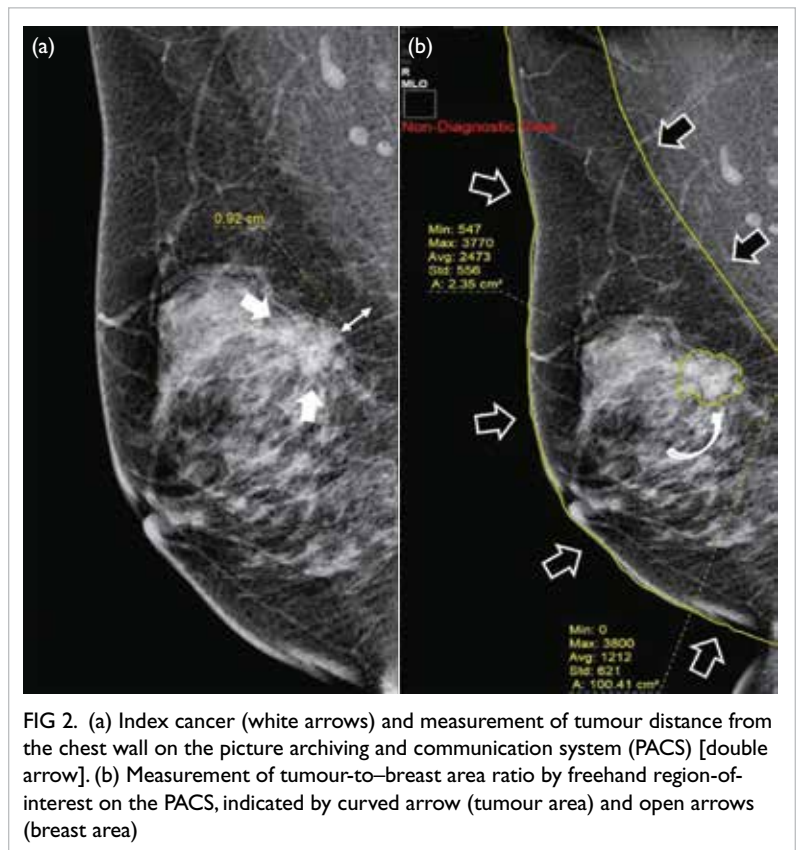 (a)
0.92 cm
(b)
R
MLO
Min: 547
Max: 3770
Avg: 2473
Std: 556
A: 2.35 cm²
Min: 0
Max: 3800
Avg: 1212
Std: 621
A: 100.41 cm²
FIG 2. (a) Index cancer (white arrows) and measurement of tumour distance from
the chest wall on the picture archiving and communication system (PACS) [double
arrow]. (b) Measurement of tumour-to–breast area ratio by freehand region-of-
interest on the PACS, indicated by curved arrow (tumour area) and open arrows
(breast area)